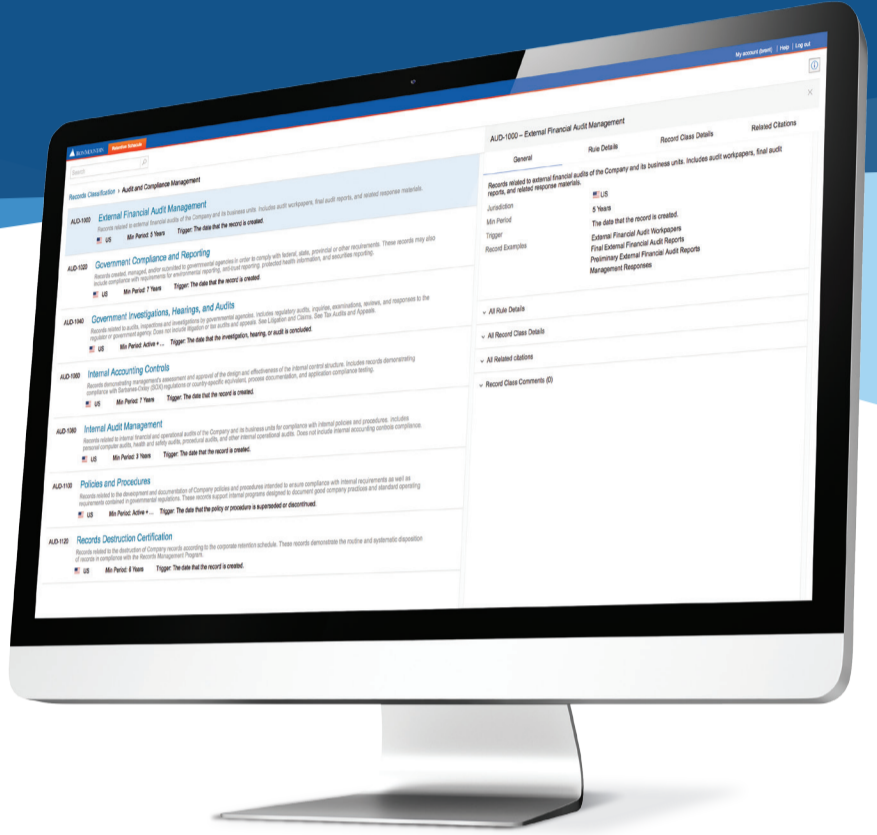 My account (brent) | Help | Log out
IRON MOUNTAIN
Retention Schedule
Search
Records Classification > Audit and Compliance Management
AUD-1000 External Financial Audit Management
Records related to external financial audits of the Company and its business units. Includes audit workpapers, final audit reports, and related response materials.
US Min Period: 5 Years Trigger: The date that the record is created.
AUD-1020 Government Compliance and Reporting
Records created, managed, and/or submitted to governmental agencies in order to comply with federal, state, provincial or other requirements. These records may also
include compliance with requirements for environmental reporting, anti-trust reporting, protected health information, and securities reporting.
US Min Period: 7 Years Trigger: The date that the record is created.
AUD-1040 Government Investigations, Hearings, and Audits
Records related to audits, inspections and investigations by governmental agencies. Includes regulatory audits, inquiries, examinations, reviews, and responses to the
regulator or government agency. Does not include litigation or tax audits and appeals. See Litigation and Claims. See Tax Audits and Appeals.
US Min Period: Active + ... Trigger: The date that the investigation, hearing, or audit is concluded.
AUD-1060 Internal Accounting Controls
Records demonstrating management's assessment and approval of the design and effectiveness of the internal control structure. Includes records demonstrating
compliance with Sarbanes-Oxley (SOX) regulations or country-specific equivalent, process documentation, and application compliance testing.
US Min Period: 7 Years Trigger: The date that the record is created.
AUD-1080 Internal Audit Management
Records related to internal financial and operational audits of the Company and its business units for compliance with internal policies and procedures. Includes
personal computer audits, health and safety audits, procedural audits, and other internal operational audits. Does not include internal accounting controls compliance.
US Min Period: 3 Years Trigger: The date that the record is created.
AUD-1100 Policies and Procedures
Records related to the development and documentation of Company policies and procedures intended to ensure compliance with internal requirements as well as
requirements contained in governmental regulations. These records support internal programs designed to document good company practices and standard operating
US Min Period: Active + ... Trigger: The date that the policy or procedure is superseded or discontinued.
AUD-1120 Records Destruction Certification
Records related to the destruction of Company records according to the corporate retention schedule. These records demonstrate the routine and systematic disposition
of records in compliance with the Records Management Program.
US Min Period: 6 Years Trigger: The date that the record is created.
AUD-1000 – External Financial Audit Management
General Rule Details Record Class Details Related Citations
Records related to external financial audits of the Company and its business units. Includes audit workpapers, final audit
reports, and related response materials.
Jurisdiction US
Min Period 5 Years
Trigger The date that the record is created.
Record Examples External Financial Audit Workpapers
Final External Financial Audit Reports
Preliminary External Financial Audit Reports
Management Responses
All Rule Details
All Record Class Details
All Related citations
Record Class Comments (0)